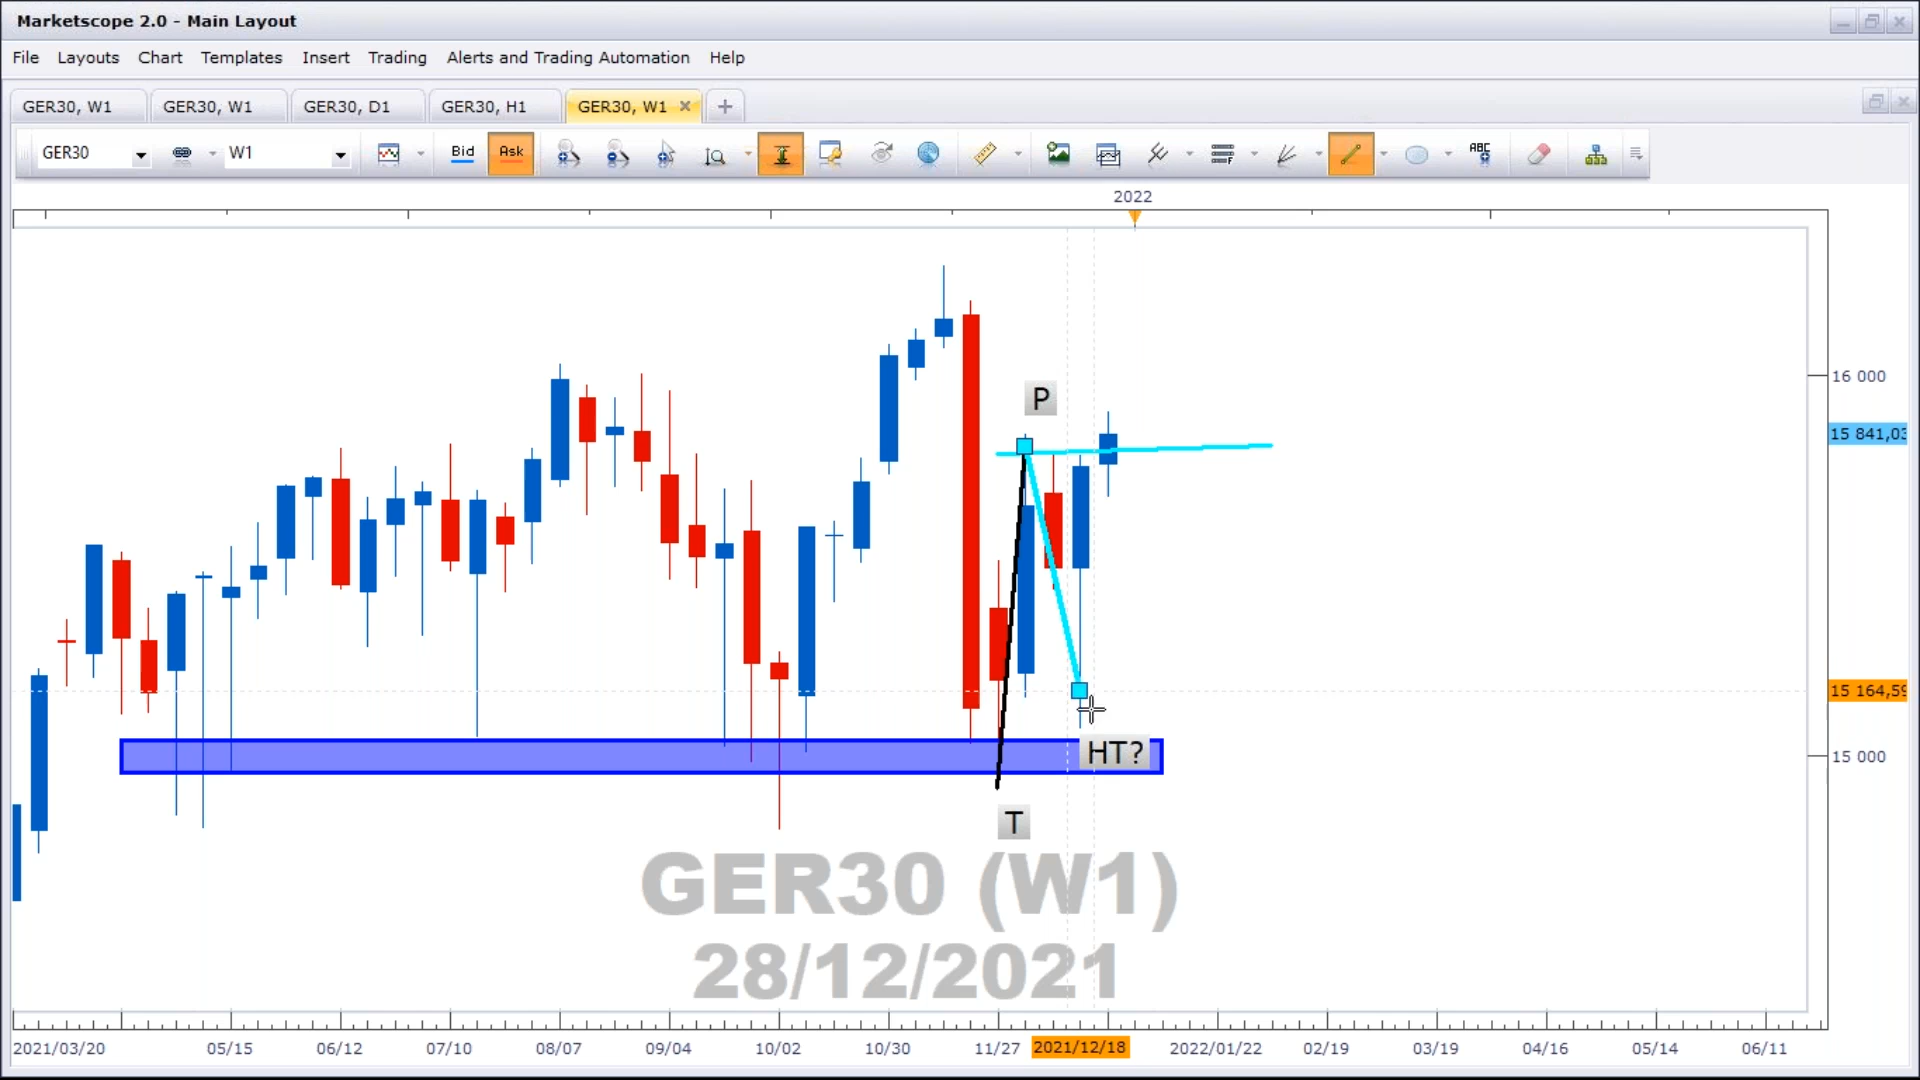 Marketscope 2.0 - Main Layout
File Layouts Chart Templates Insert Trading Alerts and Trading Automation Help
GER30, W1 GER30, W1 GER30, D1 GER30, H1 GER30, W1
GER30 W1 Bid Ask ABC
2022
16 000
P
15 841,03
15 164,59
HT?
15 000
T
GER30 (W1)
28/12/2021
2021/03/20 05/15 06/12 07/10 08/07 09/04 10/02 10/30 11/27 2021/12/18 2022/01/22 02/19 03/19 04/16 05/14 06/11